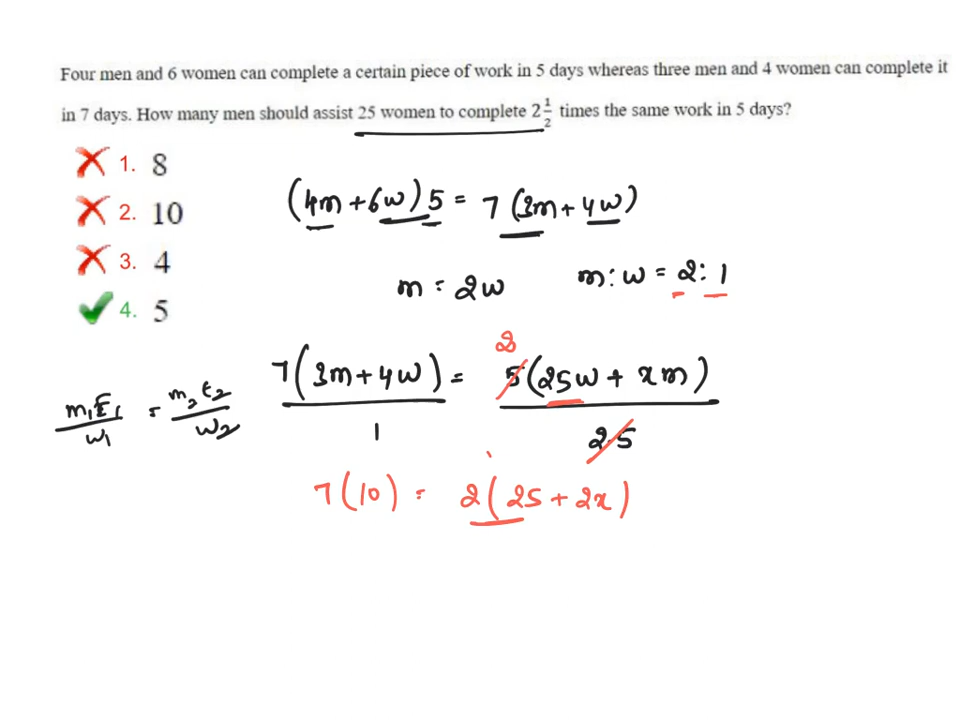 Four men and 6 women can complete a certain piece of work in 5 days whereas three men and 4 women can complete it
in 7 days. How many men should assist 25 women to complete 2 1/2 times the same work in 5 days?
1. 8
2. 10
3. 4
4. 5
(4m + 6w) 5 = 7 (3m + 4w)
m = 2w
m : w = 2 : 1
2
7(3m + 4w) / 1 = 5(25w + xm) / 2.5
m1E1 / w1 = m2t2 / w2
7(10) = 2(25 + 2x)